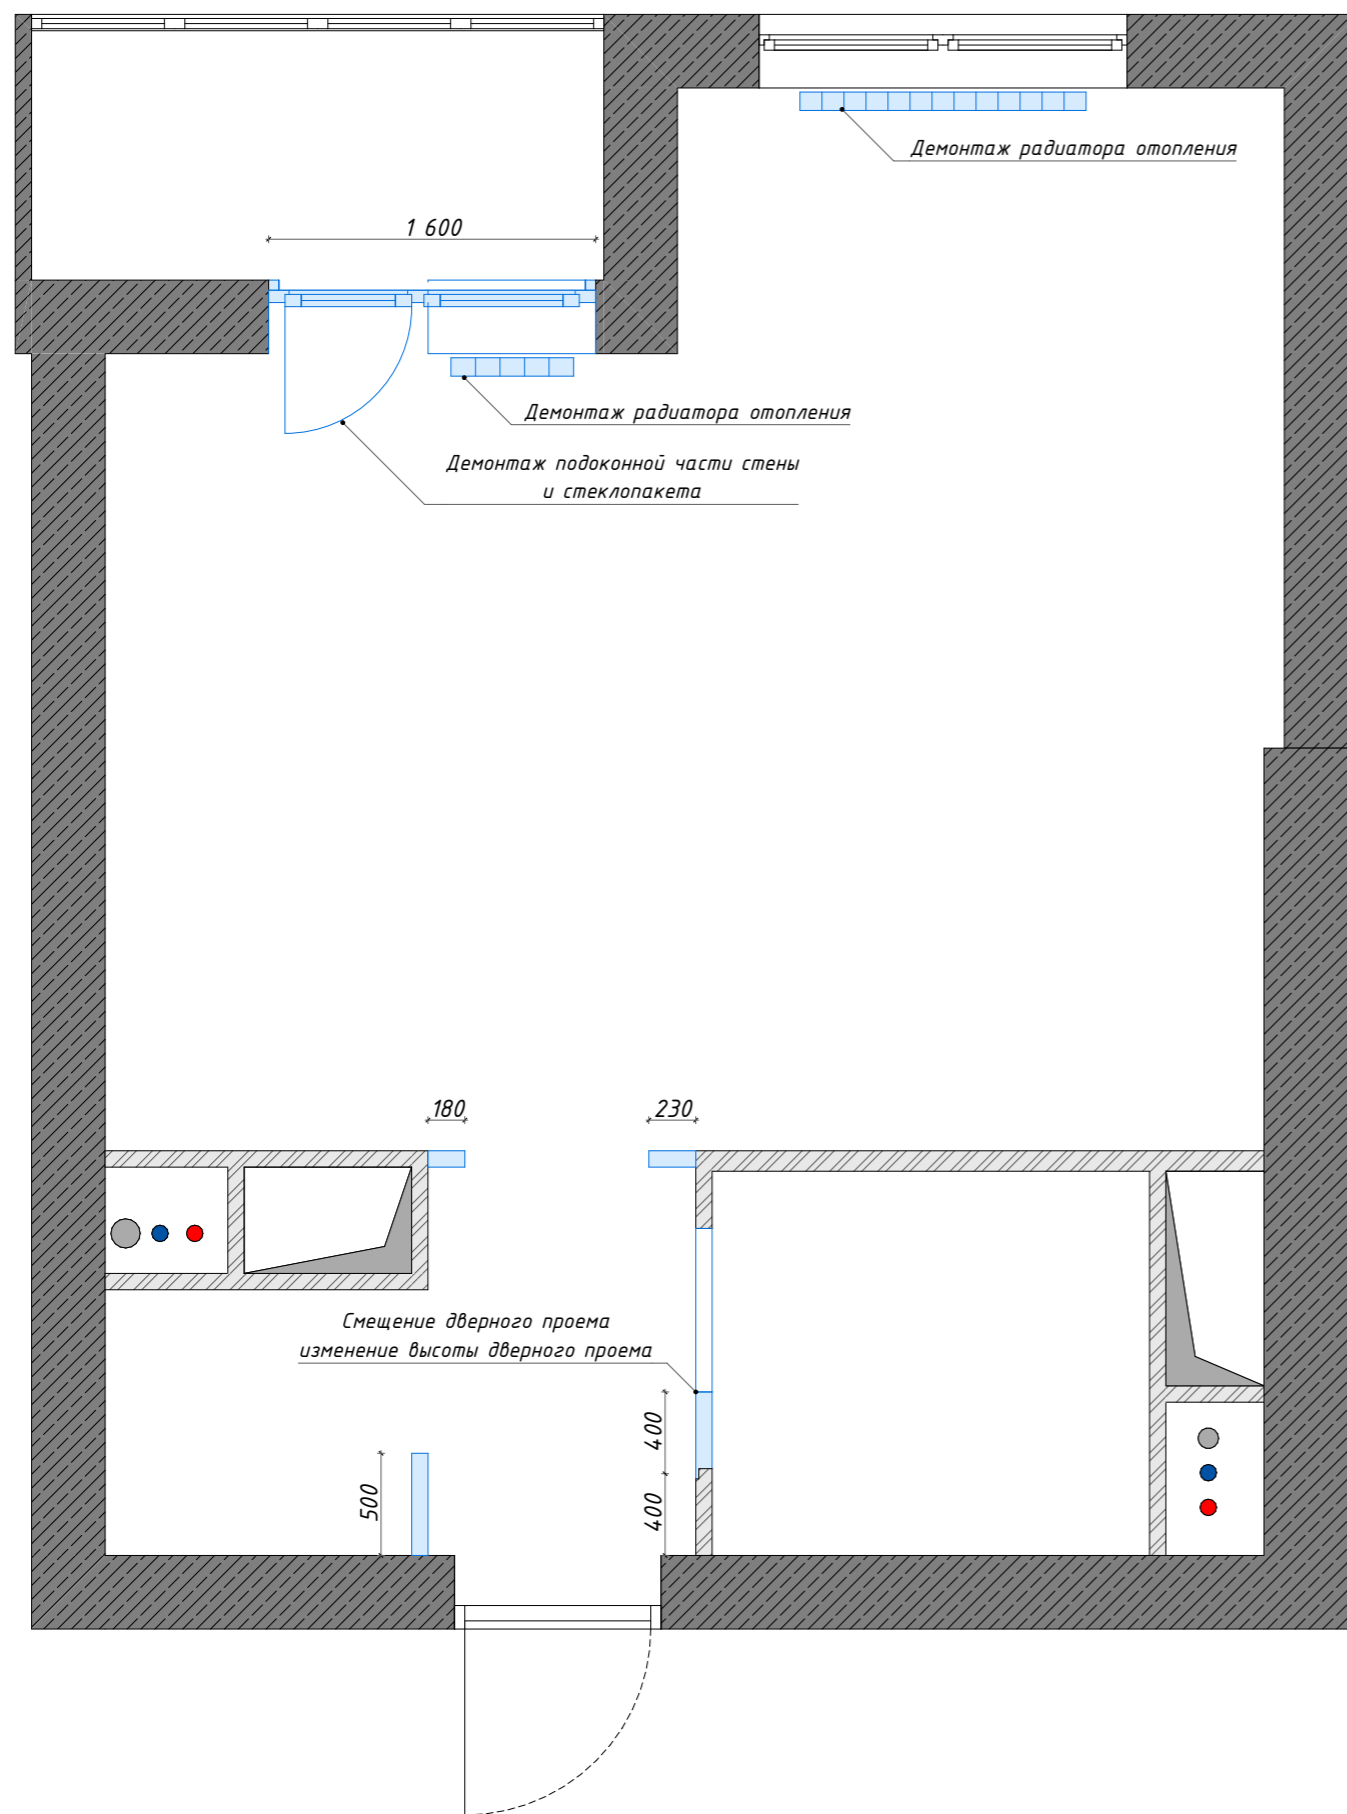 Демонтаж радиатора отопления
1 600
Демонтаж радиатора отопления
Демонтаж подоконной части стены
и стеклопакета
180
230
Смещение дверного проема
изменение высоты дверного проема
400
500
400